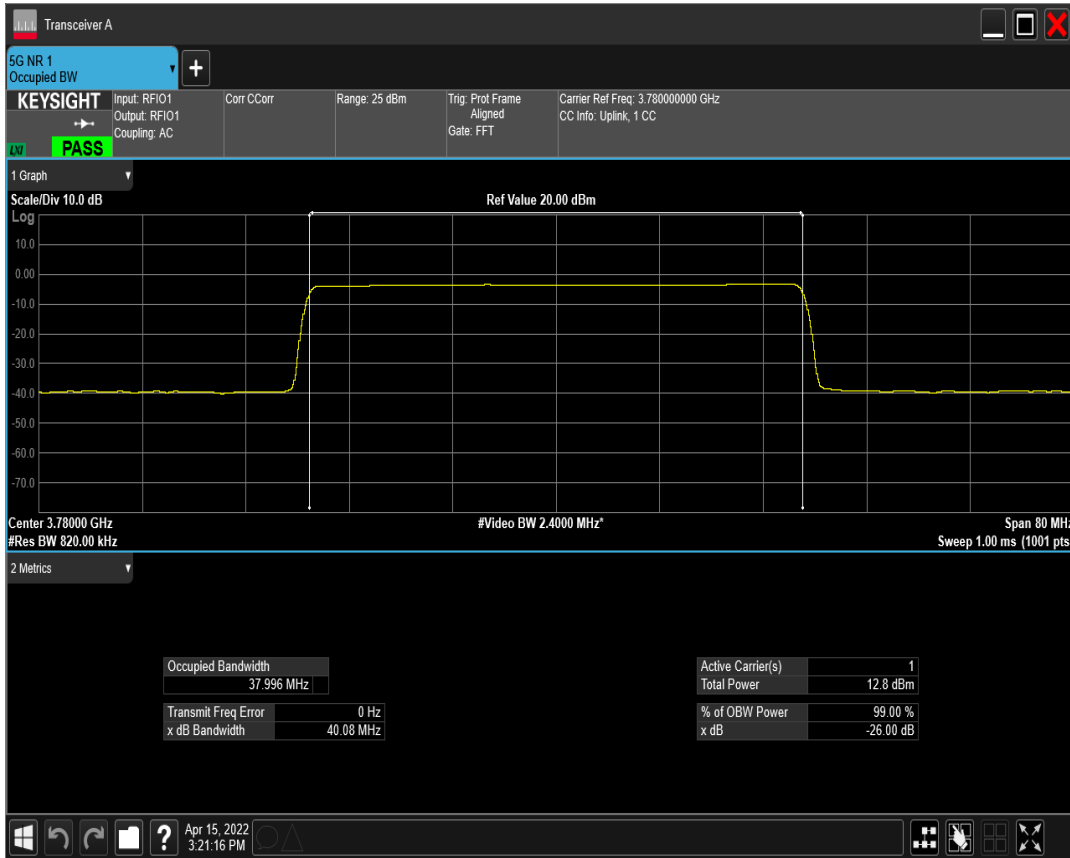 Transceiver A
5G NR 1
Occupied BW
KEYSIGHT
LXI
PASS
Input: RFIO1
Output: RFIO1
Coupling: AC
Corr CCorr
Range: 25 dBm
Trig: Prot Frame
Aligned
Gate: FFT
Carrier Ref Freq: 3.780000000 GHz
CC Info: Uplink, 1 CC
1 Graph
Scale/Div 10.0 dB
Ref Value 20.00 dBm
Log
10.0
0.00
-10.0
-20.0
-30.0
-40.0
-50.0
-60.0
-70.0
Center 3.78000 GHz
#Video BW 2.4000 MHz*
Span 80 MHz
#Res BW 820.00 kHz
Sweep 1.00 ms (1001 pts
2 Metrics
Occupied Bandwidth
37.996 MHz
Transmit Freq Error 0 Hz
x dB Bandwidth 40.08 MHz
Active Carrier(s) 1
Total Power 12.8 dBm
% of OBW Power 99.00 %
x dB -26.00 dB
?
Apr 15, 2022
3:21:16 PM